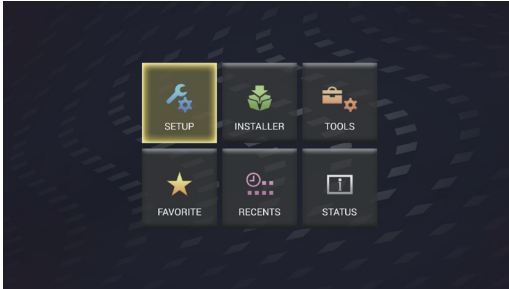 SETUP
INSTALLER
TOOLS
FAVORITE
RECENTS
STATUS